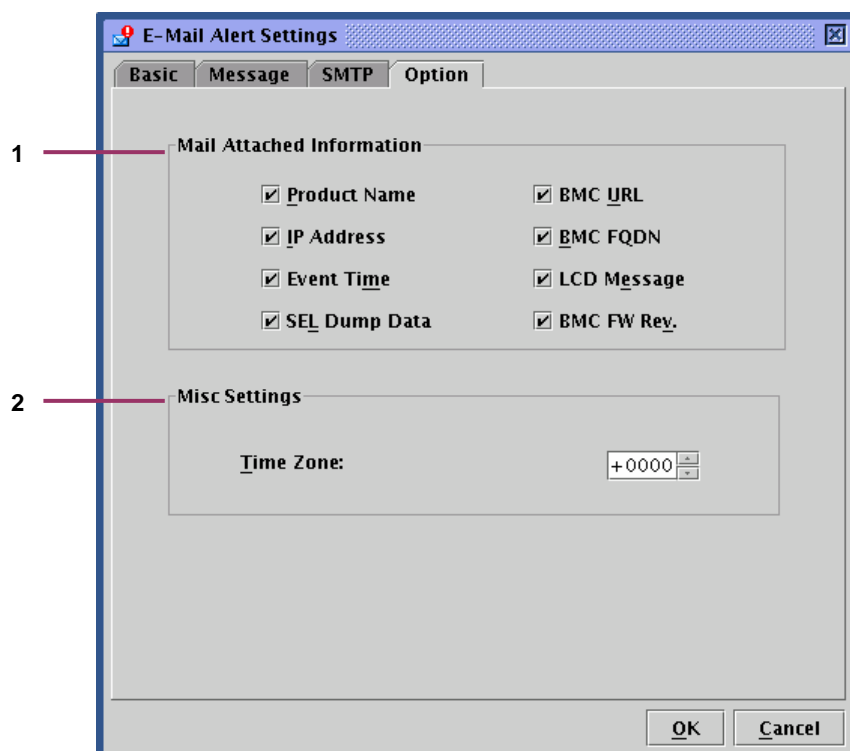 E-Mail Alert Settings
Basic Message SMTP Option
1
Mail Attached Information
Product Name BMC URL
IP Address BMC FQDN
Event Time LCD Message
SEL Dump Data BMC FW Rev.
2
Misc Settings
Time Zone: +0000
OK Cancel